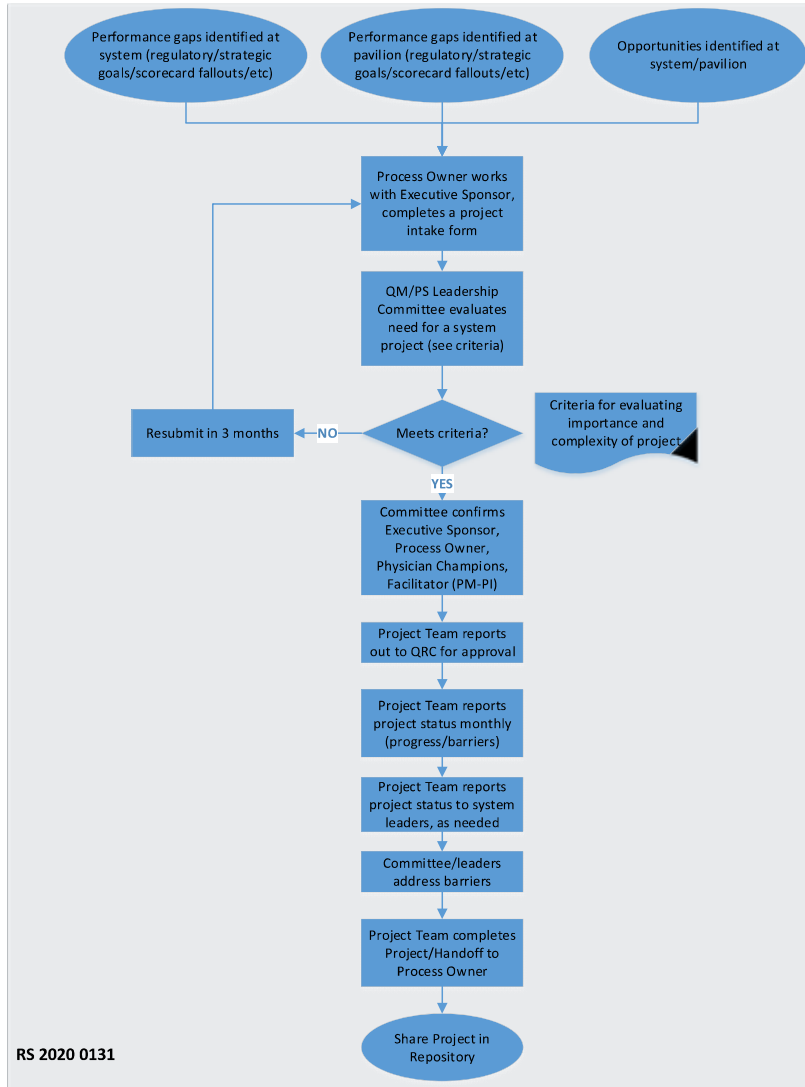 Performance gaps identified at
system (regulatory/strategic
goals/scorecard fallouts/etc)
Performance gaps identified at
pavilion (regulatory/strategic
goals/scorecard fallouts/etc)
Opportunities identified at
system/pavilion
Process Owner works
with Executive Sponsor,
completes a project
intake form
QM/PS Leadership
Committee evaluates
need for a system
project (see criteria)
Resubmit in 3 months
NO
Meets criteria?
Criteria for evaluating
importance and
complexity of project
YES
Committee confirms
Executive Sponsor,
Process Owner,
Physician Champions,
Facilitator (PM-PI)
Project Team reports
out to QRC for approval
Project Team reports
project status monthly
(progress/barriers)
Project Team reports
project status to system
leaders, as needed
Committee/leaders
address barriers
Project Team completes
Project/Handoff to
Process Owner
Share Project in
Repository
RS 2020 0131